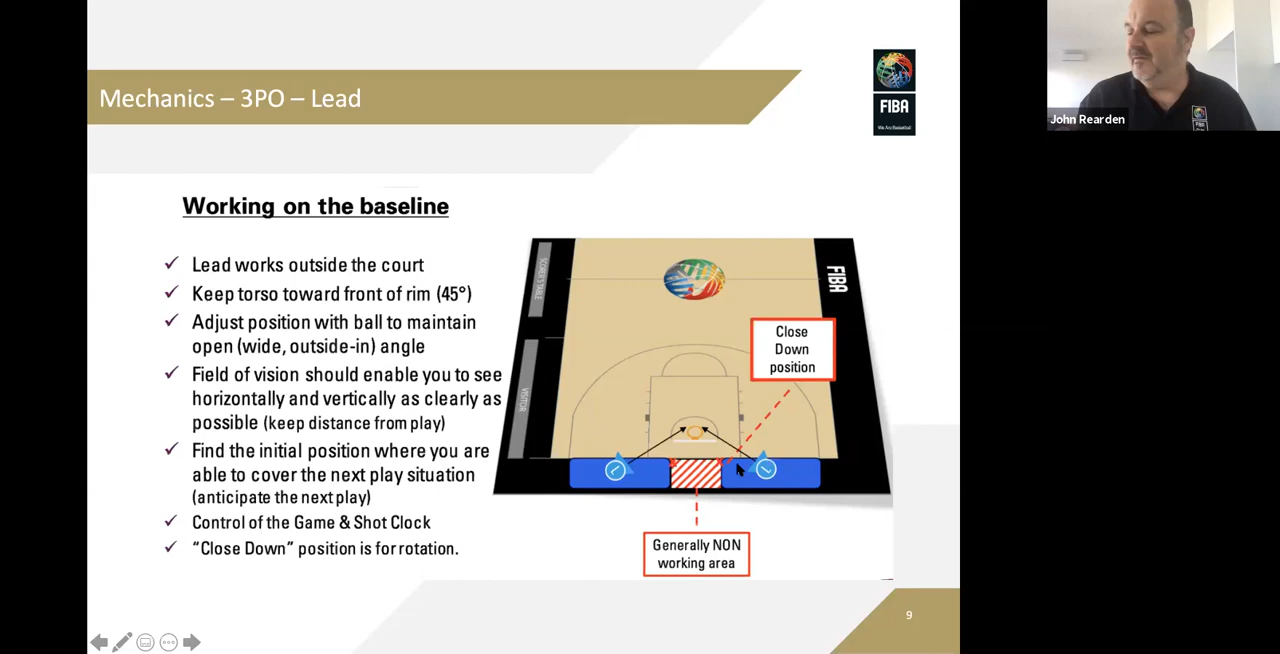 Mechanics – 3PO – Lead
FIBA
We Are Basketball
John Rearden
Working on the baseline
✓ Lead works outside the court
✓ Keep torso toward front of rim (45°)
✓ Adjust position with ball to maintain
open (wide, outside-in) angle
✓ Field of vision should enable you to see
horizontally and vertically as clearly as
possible (keep distance from play)
✓ Find the initial position where you are
able to cover the next play situation
(anticipate the next play)
✓ Control of the Game & Shot Clock
✓ “Close Down” position is for rotation.
SCORER'S TABLE
VISITOR
FIBA
Close
Down
position
L
L
Generally NON
working area
9